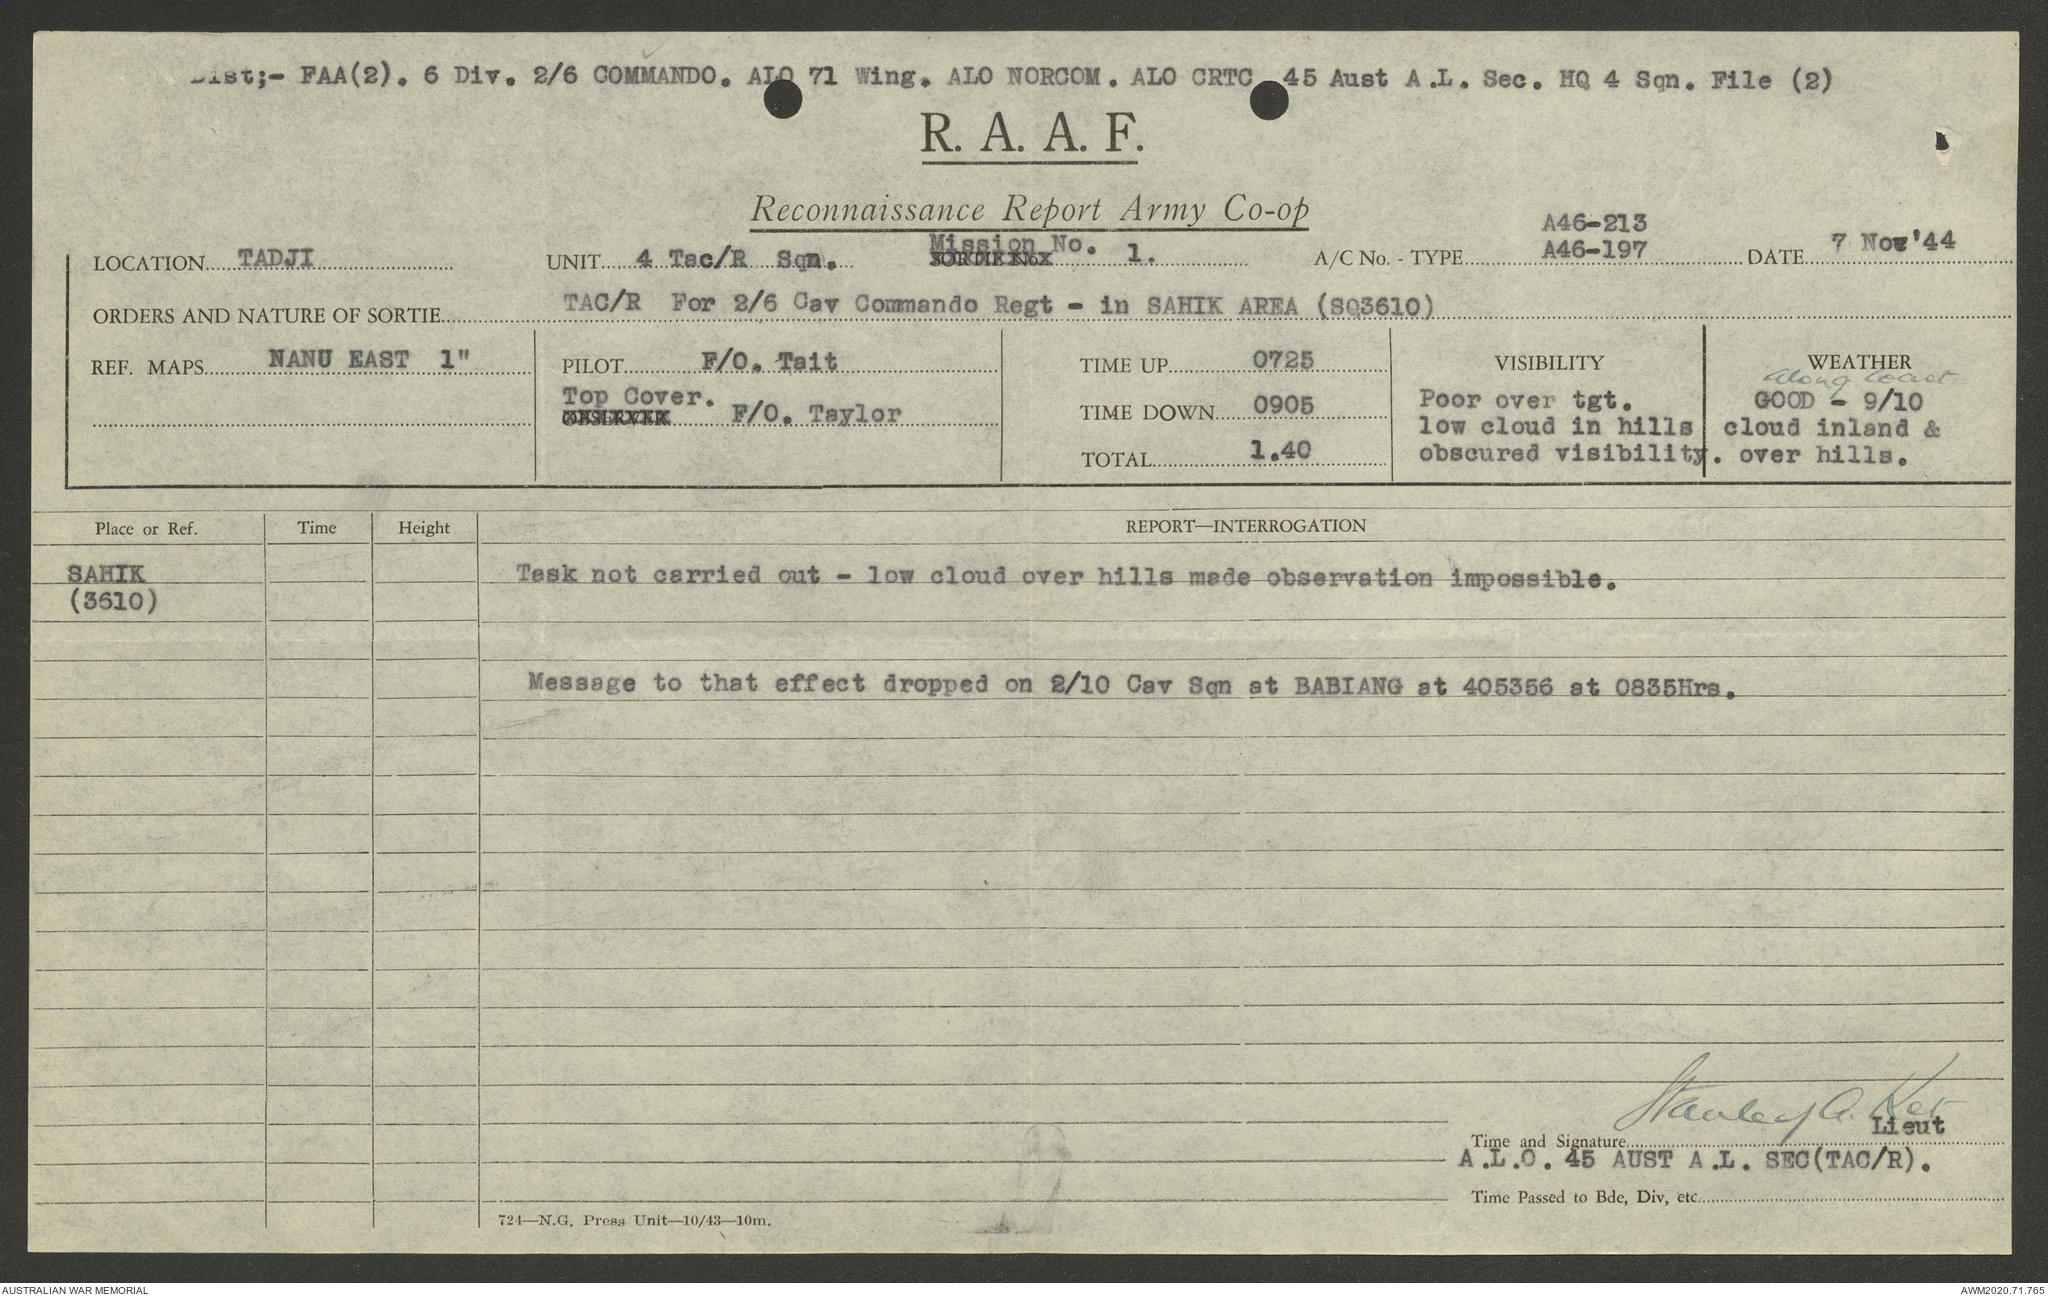 Dist;- FAA(2). 6 Div. 2/6 COMMANDO. ALO 71 Wing. ALO NORCOM. ALO CRTC 45 Aust A.L. Sec. HQ 4 Sqn. File (2)
R. A. A. F.
Reconnaissance Report Army Co-op
LOCATION TADJI UNIT 4 Tac/R Sqn. Mission No. 1. A/C No. - TYPE A46-213 A46-197 DATE 7 Nov '44
ORDERS AND NATURE OF SORTIE TAC/R For 2/6 Cav Commando Regt - in SAHIK AREA (SQ3610)
REF. MAPS NANU EAST 1"
PILOT F/O. Tait
Top Cover.
OBSERVER F/O. Taylor
TIME UP 0725
TIME DOWN 0905
TOTAL 1.40
VISIBILITY
Poor over tgt.
low cloud in hills
obscured visibility.
WEATHER
along coast
GOOD - 9/10
cloud inland &
over hills.
Place or Ref. Time Height REPORT—INTERROGATION
SAHIK Task not carried out - low cloud over hills made observation impossible.
(3610)
Message to that effect dropped on 2/10 Cav Sqn at BABIANG at 405356 at 0835Hrs.
Stanley A. Ker
Lieut
Time and Signature
A.L.O. 45 AUST A.L. SEC(TAC/R).
Time Passed to Bde, Div, etc
724—N.G. Press Unit—10/43—10m.
AUSTRALIAN WAR MEMORIAL AWM2020.71.765